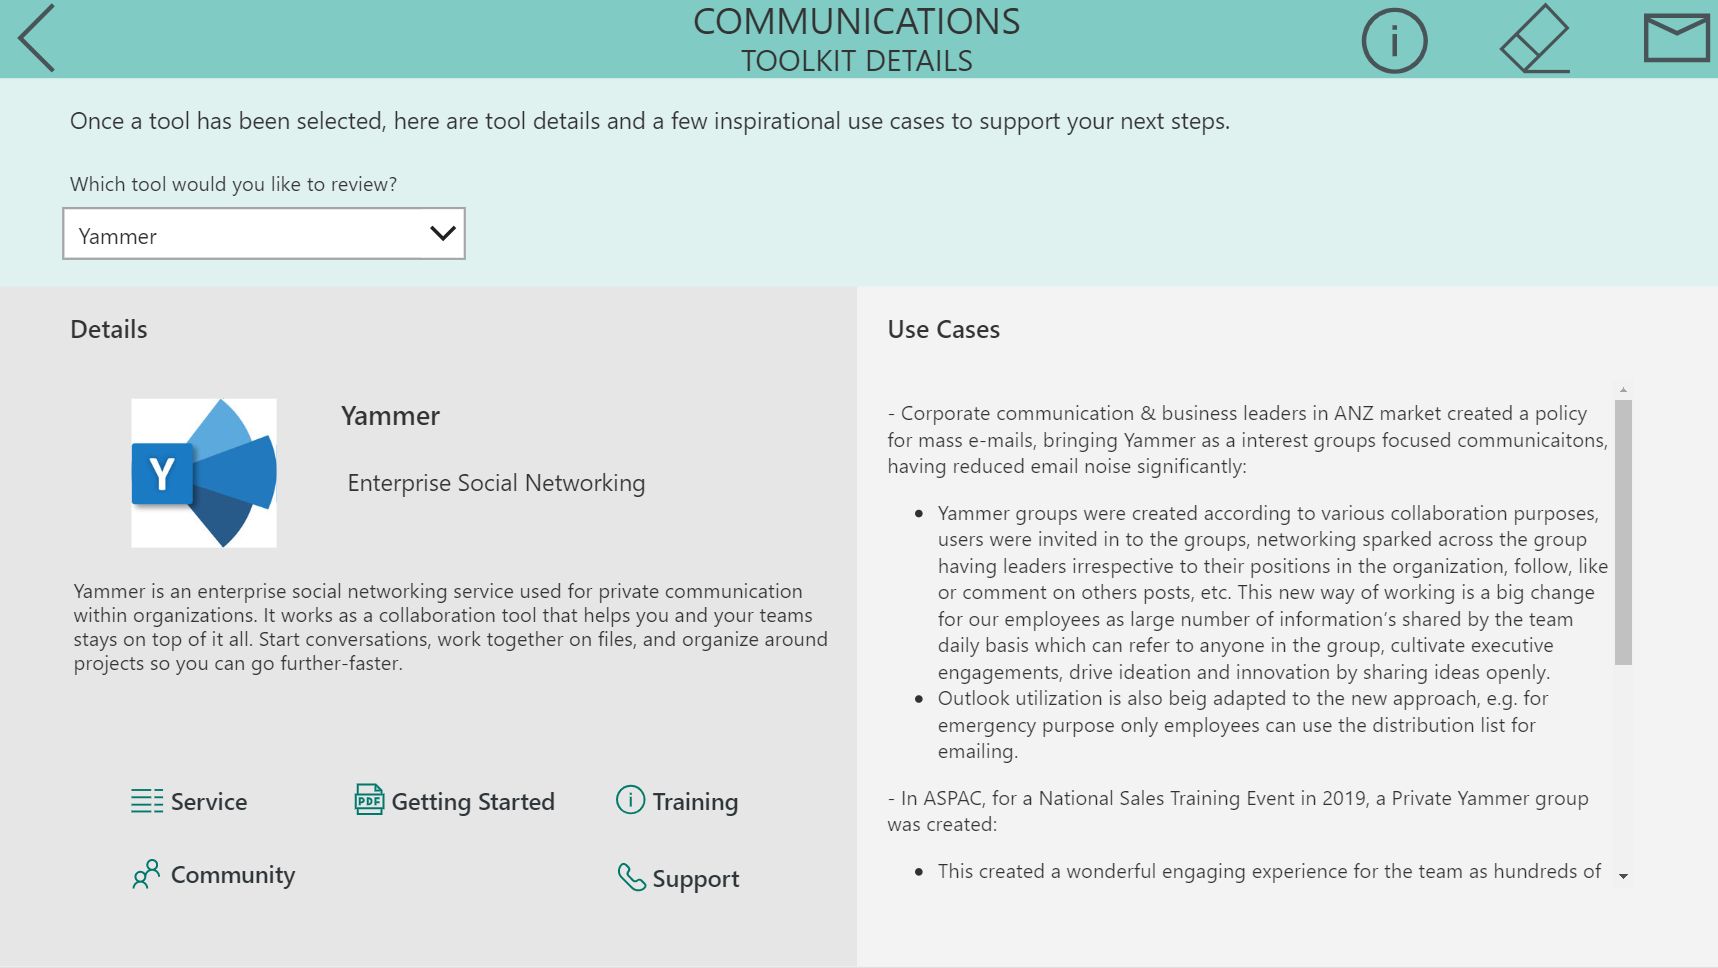 COMMUNICATIONS
TOOLKIT DETAILS
i
Once a tool has been selected, here are tool details and a few inspirational use cases to support your next steps.
Which tool would you like to review?
Yammer
Details
Y
Yammer
Enterprise Social Networking
Yammer is an enterprise social networking service used for private communication
within organizations. It works as a collaboration tool that helps you and your teams
stays on top of it all. Start conversations, work together on files, and organize around
projects so you can go further-faster.
Service
PDF Getting Started
i Training
Community
Support
Use Cases
- Corporate communication & business leaders in ANZ market created a policy
for mass e-mails, bringing Yammer as a interest groups focused communicaitons,
having reduced email noise significantly:
• Yammer groups were created according to various collaboration purposes,
users were invited in to the groups, networking sparked across the group
having leaders irrespective to their positions in the organization, follow, like
or comment on others posts, etc. This new way of working is a big change
for our employees as large number of information’s shared by the team
daily basis which can refer to anyone in the group, cultivate executive
engagements, drive ideation and innovation by sharing ideas openly.
• Outlook utilization is also beig adapted to the new approach, e.g. for
emergency purpose only employees can use the distribution list for
emailing.
- In ASPAC, for a National Sales Training Event in 2019, a Private Yammer group
was created:
• This created a wonderful engaging experience for the team as hundreds of